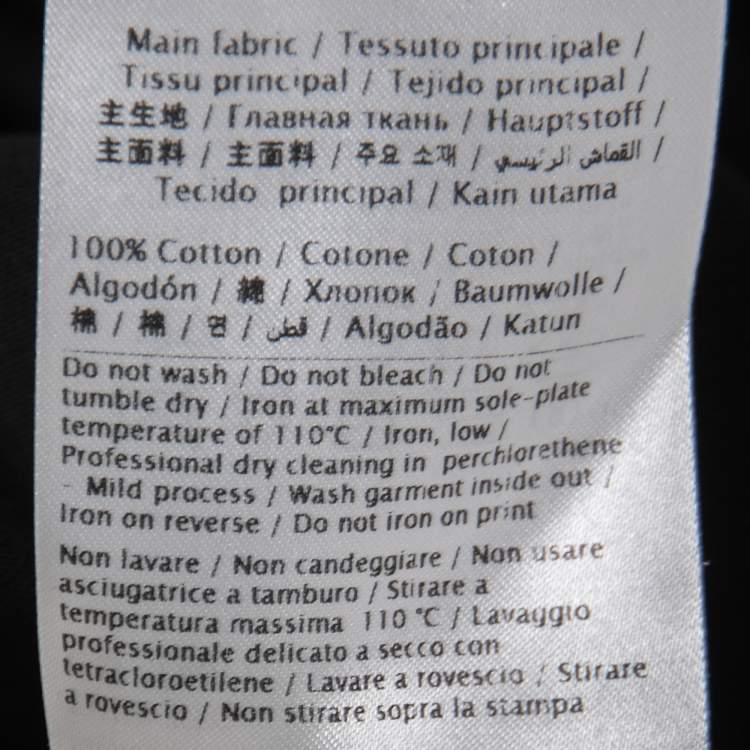 Main fabric / Tessuto principale /
Tissu principal / Tejido principal /
主生地 / Главная ткань / Hauptstoff /
主面料 / 主面料 / 주요 소재 / القماش الرئيسي /
Tecido principal / Kain utama
100% Cotton / Cotone / Coton /
Algodón / 綿 / Хлопок / Baumwolle /
棉 / 棉 / 면 / قطن / Algodão / Katun
Do not wash / Do not bleach / Do not
tumble dry / Iron at maximum sole-plate
temperature of 110°C / Iron, low /
Professional dry cleaning in perchlorethene
- Mild process / Wash garment inside out /
Iron on reverse / Do not iron on print
Non lavare / Non candeggiare / Non usare
asciugatrice a tamburo / Stirare a
temperatura massima 110 °C / Lavaggio
professionale delicato a secco con
tetracloroetilene / Lavare a rovescio / Stirare
a rovescio / Non stirare sopra la stampa